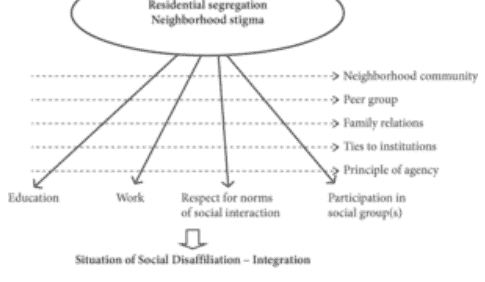 Residential segregation
Neighborhood stigma
Neighborhood community
Peer group
Family relations
Ties to institutions
Principle of agency
Education
Work
Respect for norms
of social interaction
Participation in
social group(s)
Situation of Social Disaffiliation – Integration